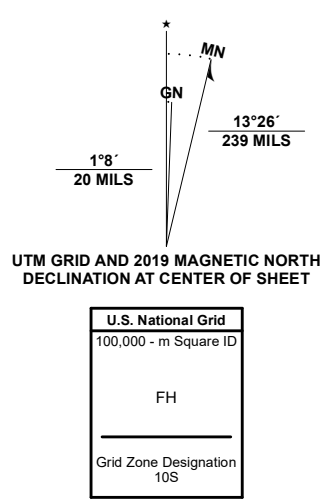 ★
MN
GN
13°26´
239 MILS
1°8´
20 MILS
UTM GRID AND 2019 MAGNETIC NORTH
DECLINATION AT CENTER OF SHEET
U.S. National Grid
100,000 - m Square ID
FH
Grid Zone Designation
10S